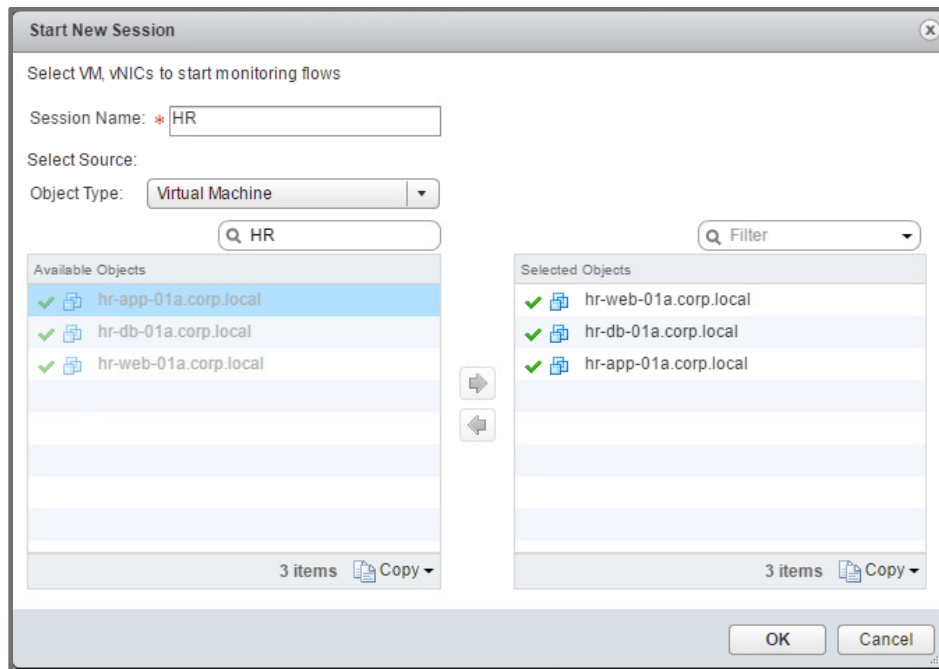 Start New Session
Select VM, vNICs to start monitoring flows
Session Name: * HR
Select Source:
Object Type: Virtual Machine
HR
Filter
Available Objects
hr-app-01a.corp.local
hr-db-01a.corp.local
hr-web-01a.corp.local
3 items Copy
Selected Objects
hr-web-01a.corp.local
hr-db-01a.corp.local
hr-app-01a.corp.local
3 items Copy
OK
Cancel